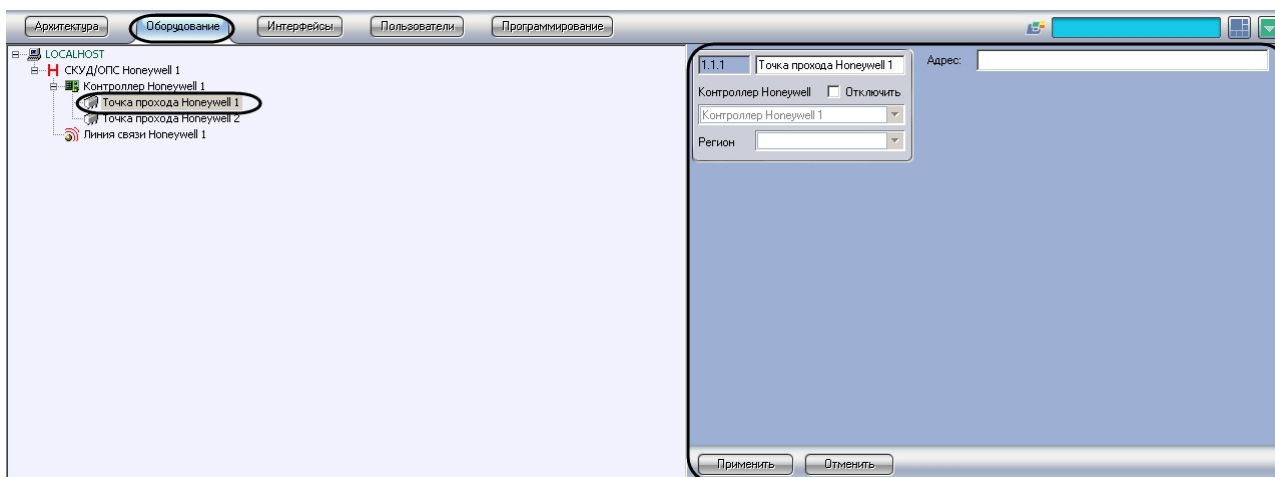 Архитектура Оборудование Интерфейсы Пользователи Программирование
LOCALHOST
СКУД/ОПС Honeywell 1
Контроллер Honeywell 1
Точка прохода Honeywell 1
Точка прохода Honeywell 2
Линия связи Honeywell 1
1.1.1 Точка прохода Honeywell 1
Контроллер Honeywell Отключить
Контроллер Honeywell 1
Регион
Адрес:
Применить Отменить